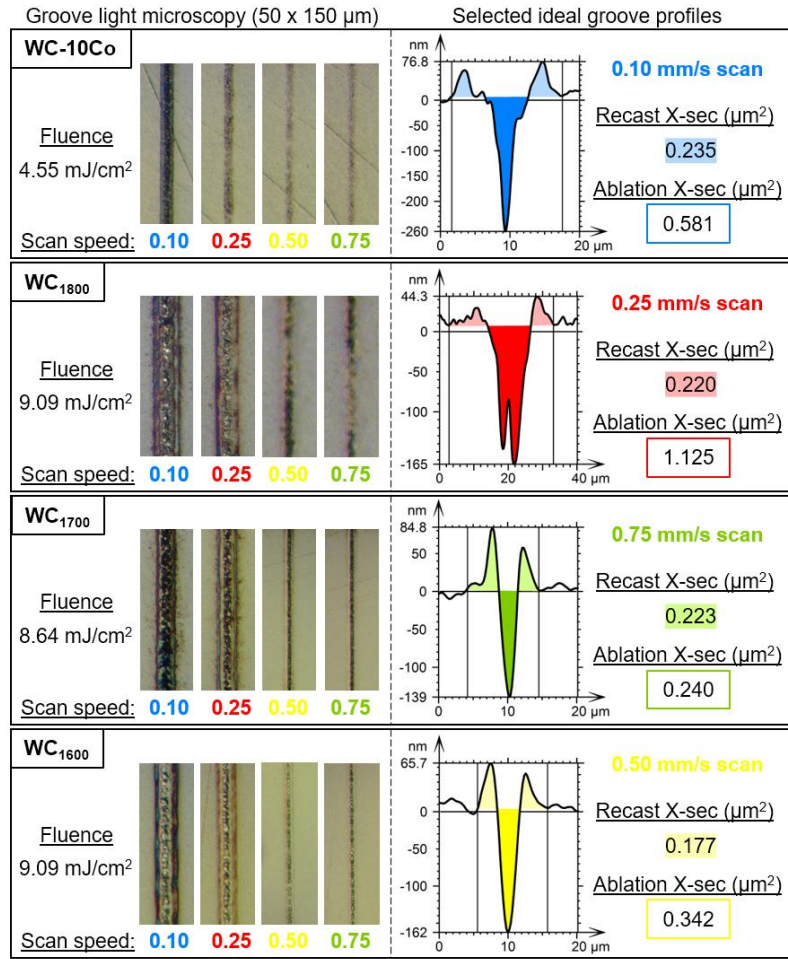 Groove light microscopy (50 x 150 µm)
Selected ideal groove profiles
WC-10Co
Fluence
4.55 mJ/cm²
Scan speed: 0.10 0.25 0.50 0.75
nm
76.8
0
-50
-100
-150
-200
-260
0 10 20 µm
0.10 mm/s scan
Recast X-sec (µm²)
0.235
Ablation X-sec (µm²)
0.581
WC₁₈₀₀
Fluence
9.09 mJ/cm²
Scan speed: 0.10 0.25 0.50 0.75
nm
44.3
0
-50
-100
-165
0 10 20 30 40 µm
0.25 mm/s scan
Recast X-sec (µm²)
0.220
Ablation X-sec (µm²)
1.125
WC₁₇₀₀
Fluence
8.64 mJ/cm²
Scan speed: 0.10 0.25 0.50 0.75
nm
84.8
50
0
-50
-100
-139
0 10 20 µm
0.75 mm/s scan
Recast X-sec (µm²)
0.223
Ablation X-sec (µm²)
0.240
WC₁₆₀₀
Fluence
9.09 mJ/cm²
Scan speed: 0.10 0.25 0.50 0.75
nm
65.7
0
-50
-100
-162
0 10 20 µm
0.50 mm/s scan
Recast X-sec (µm²)
0.177
Ablation X-sec (µm²)
0.342